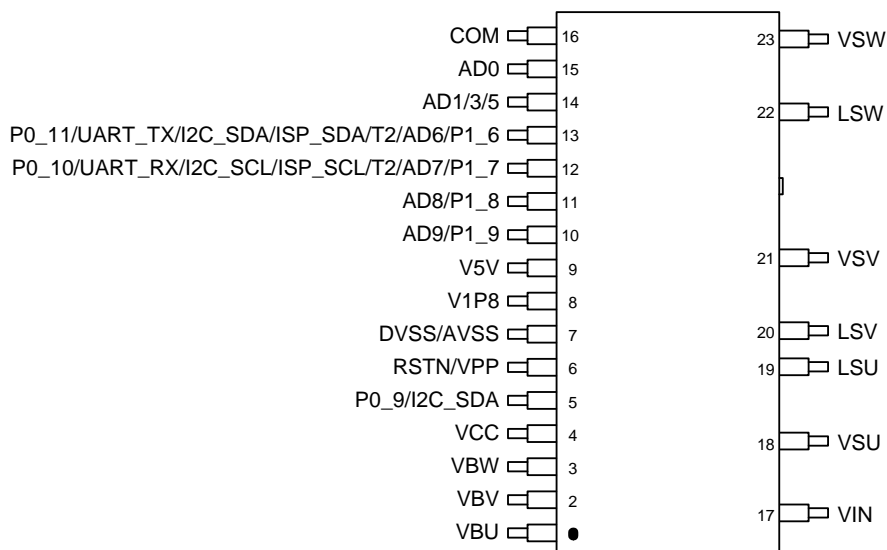 COM 16
AD0 15
AD1/3/5 14
P0_11/UART_TX/I2C_SDA/ISP_SDA/T2/AD6/P1_6 13
P0_10/UART_RX/I2C_SCL/ISP_SCL/T2/AD7/P1_7 12
AD8/P1_8 11
AD9/P1_9 10
V5V 9
V1P8 8
DVSS/AVSS 7
RSTN/VPP 6
P0_9/I2C_SDA 5
VCC 4
VBW 3
VBV 2
VBU
23 VSW
22 LSW
21 VSV
20 LSV
19 LSU
18 VSU
17 VIN